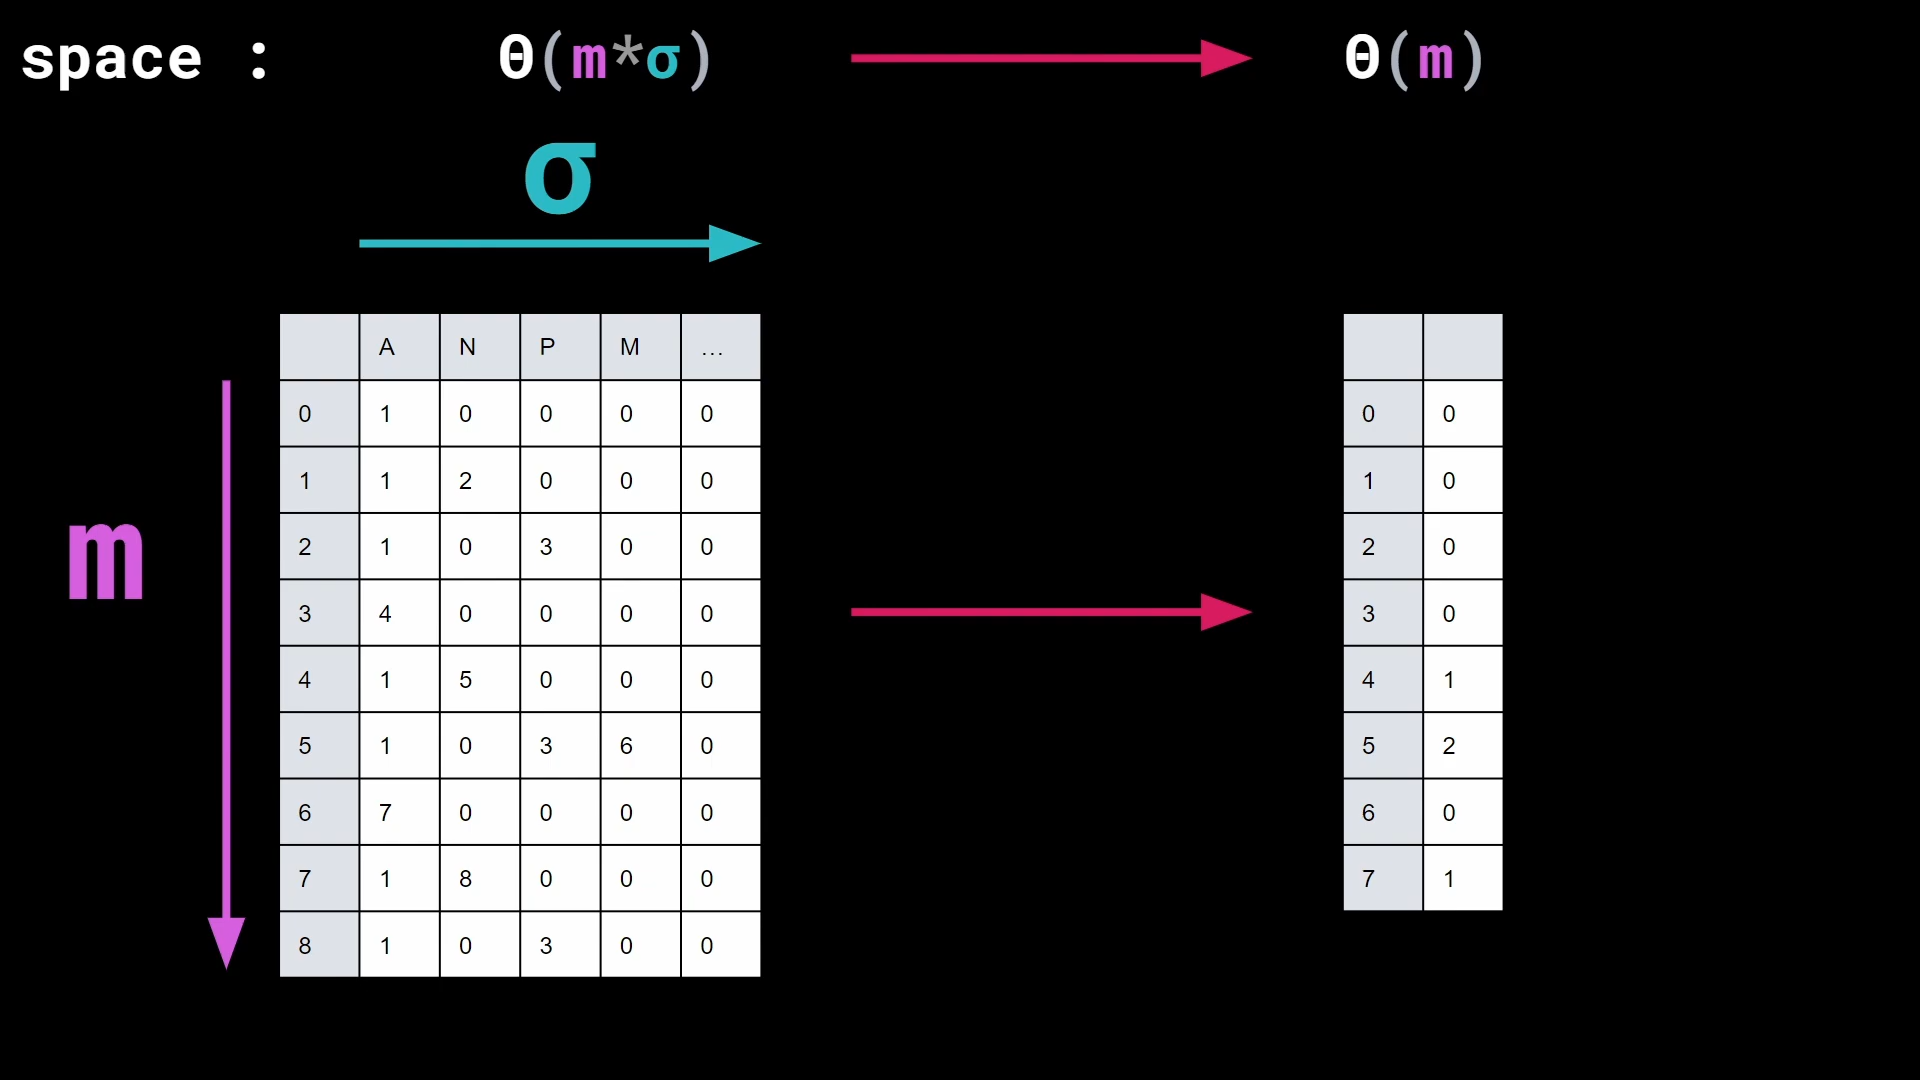 space : θ(m*σ) θ(m)
σ
m
A N P M ...
0 1 0 0 0 0
1 1 2 0 0 0
2 1 0 3 0 0
3 4 0 0 0 0
4 1 5 0 0 0
5 1 0 3 6 0
6 7 0 0 0 0
7 1 8 0 0 0
8 1 0 3 0 0
0 0
1 0
2 0
3 0
4 1
5 2
6 0
7 1